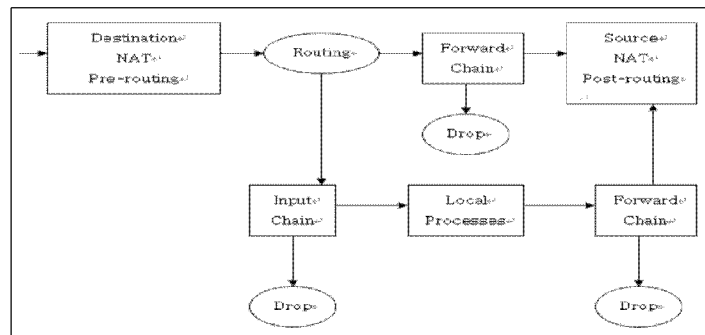 Destination
NAT
Pre-routing
Routing
Forward
Chain
Source
NAT
Post-routing
Drop
Input
Chain
Local
Processes
Forward
Chain
Drop
Drop